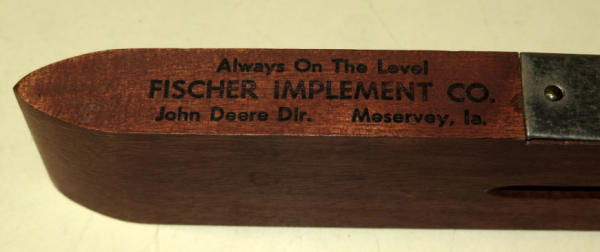 Always On The Level
FISCHER IMPLEMENT CO.
John Deere Dlr. Meservey, Ia.